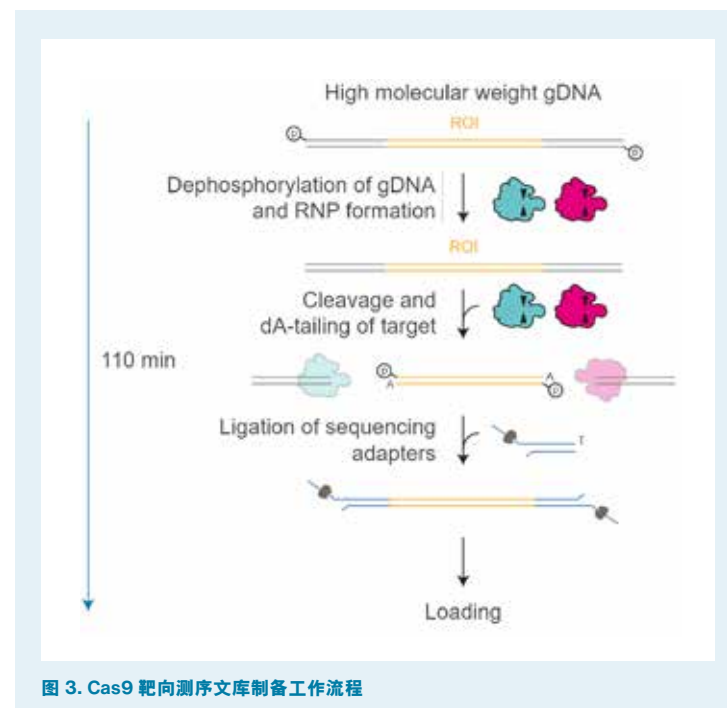 High molecular weight gDNA
ROI
P
P
Dephosphorylation of gDNA
and RNP formation
ROI
Cleavage and
dA-tailing of target
110 min
P
A
A
P
Ligation of sequencing
adapters
T
Loading
图 3. Cas9 靶向测序文库制备工作流程